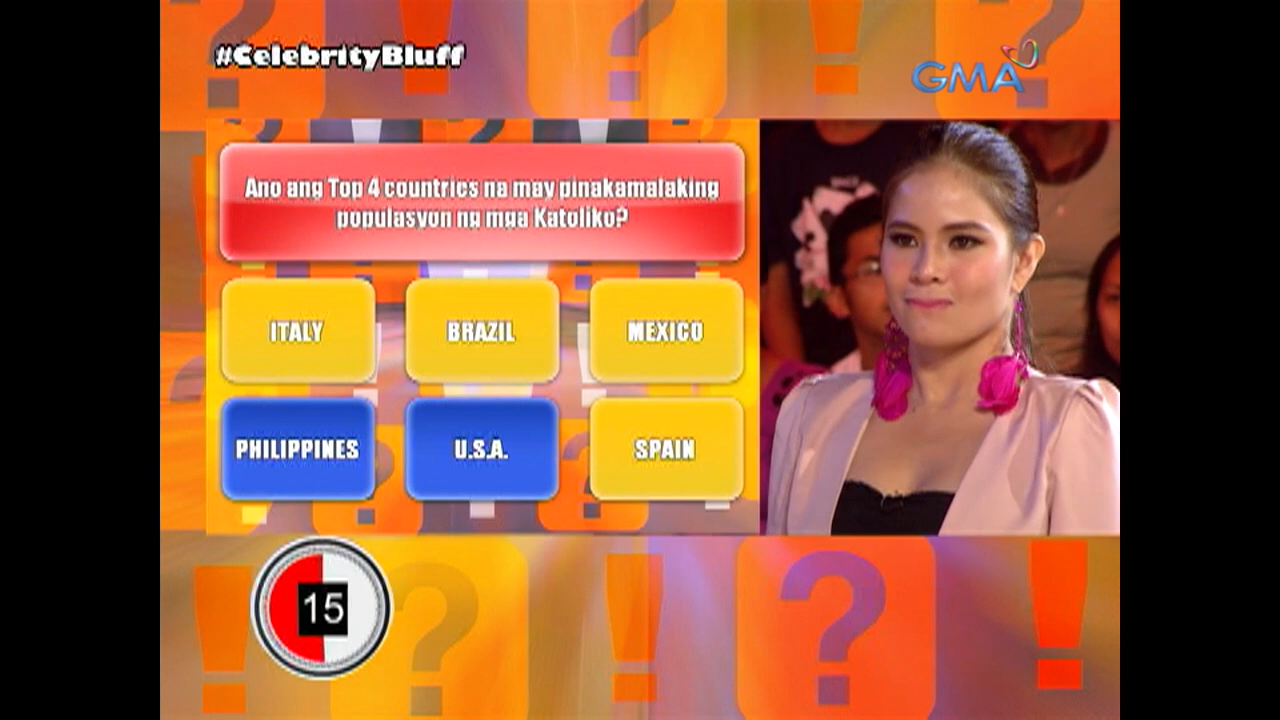 #CelebrityBluff
GMA
Ano ang Top 4 countries na may pinakamalaking
populasyon ng mga Katoliko?
ITALY
BRAZIL
MEXICO
PHILIPPINES
U.S.A.
SPAIN
15